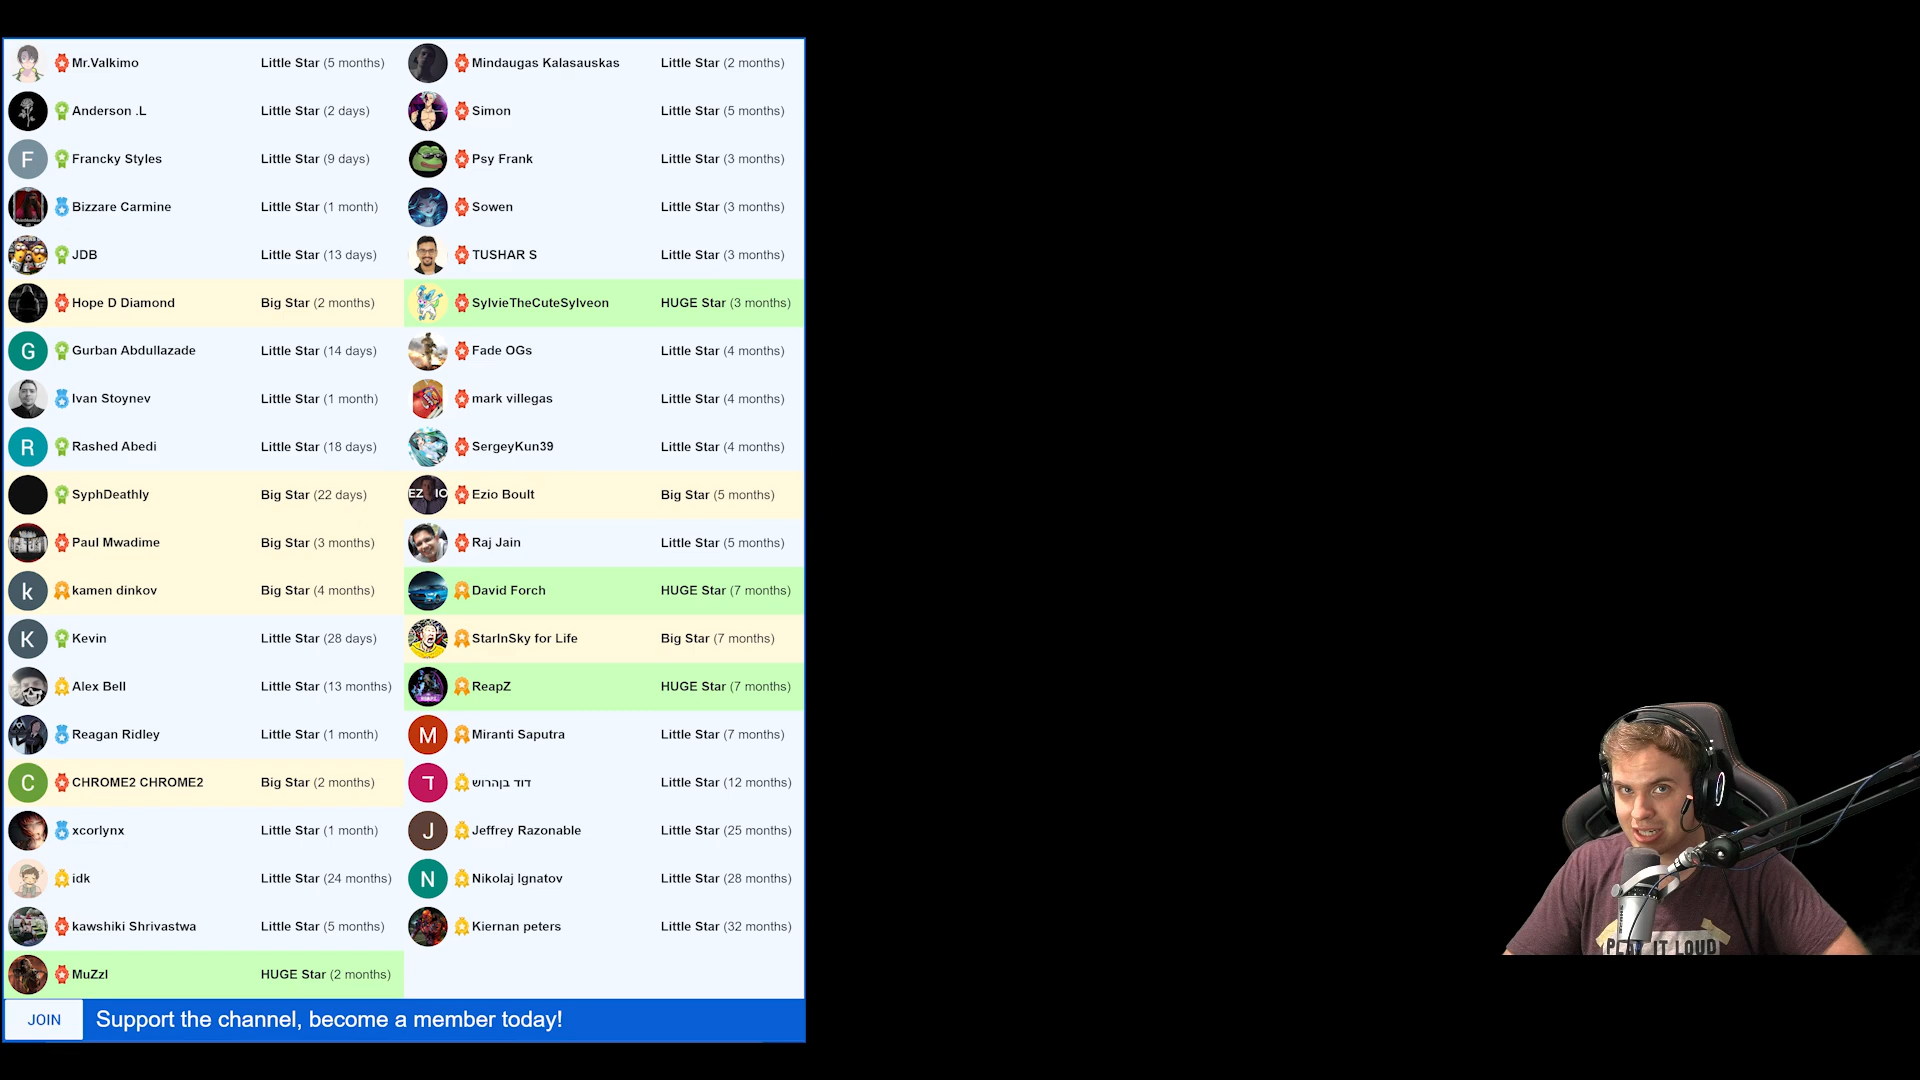 Mr.Valkimo Little Star (5 months)
Anderson .L Little Star (2 days)
F Francky Styles Little Star (9 days)
Bizzare Carmine Little Star (1 month)
JDB Little Star (13 days)
Hope D Diamond Big Star (2 months)
G Gurban Abdullazade Little Star (14 days)
Ivan Stoynev Little Star (1 month)
R Rashed Abedi Little Star (18 days)
SyphDeathly Big Star (22 days)
Paul Mwadime Big Star (3 months)
k kamen dinkov Big Star (4 months)
K Kevin Little Star (28 days)
Alex Bell Little Star (13 months)
Reagan Ridley Little Star (1 month)
C CHROME2 CHROME2 Big Star (2 months)
xcorlynx Little Star (1 month)
idk Little Star (24 months)
kawshiki Shrivastwa Little Star (5 months)
MuZzI HUGE Star (2 months)
Mindaugas Kalasauskas Little Star (2 months)
Simon Little Star (5 months)
Psy Frank Little Star (3 months)
Sowen Little Star (3 months)
TUSHAR S Little Star (3 months)
SylvieTheCuteSylveon HUGE Star (3 months)
Fade OGs Little Star (4 months)
mark villegas Little Star (4 months)
SergeyKun39 Little Star (4 months)
EZIO Ezio Boult Big Star (5 months)
Raj Jain Little Star (5 months)
David Forch HUGE Star (7 months)
StarInSky for Life Big Star (7 months)
ReapZ HUGE Star (7 months)
M Miranti Saputra Little Star (7 months)
ד דוד בן‎הרוש Little Star (12 months)
J Jeffrey Razonable Little Star (25 months)
N Nikolaj Ignatov Little Star (28 months)
Kiernan peters Little Star (32 months)
JOIN Support the channel, become a member today!
PLAY IT LOUD